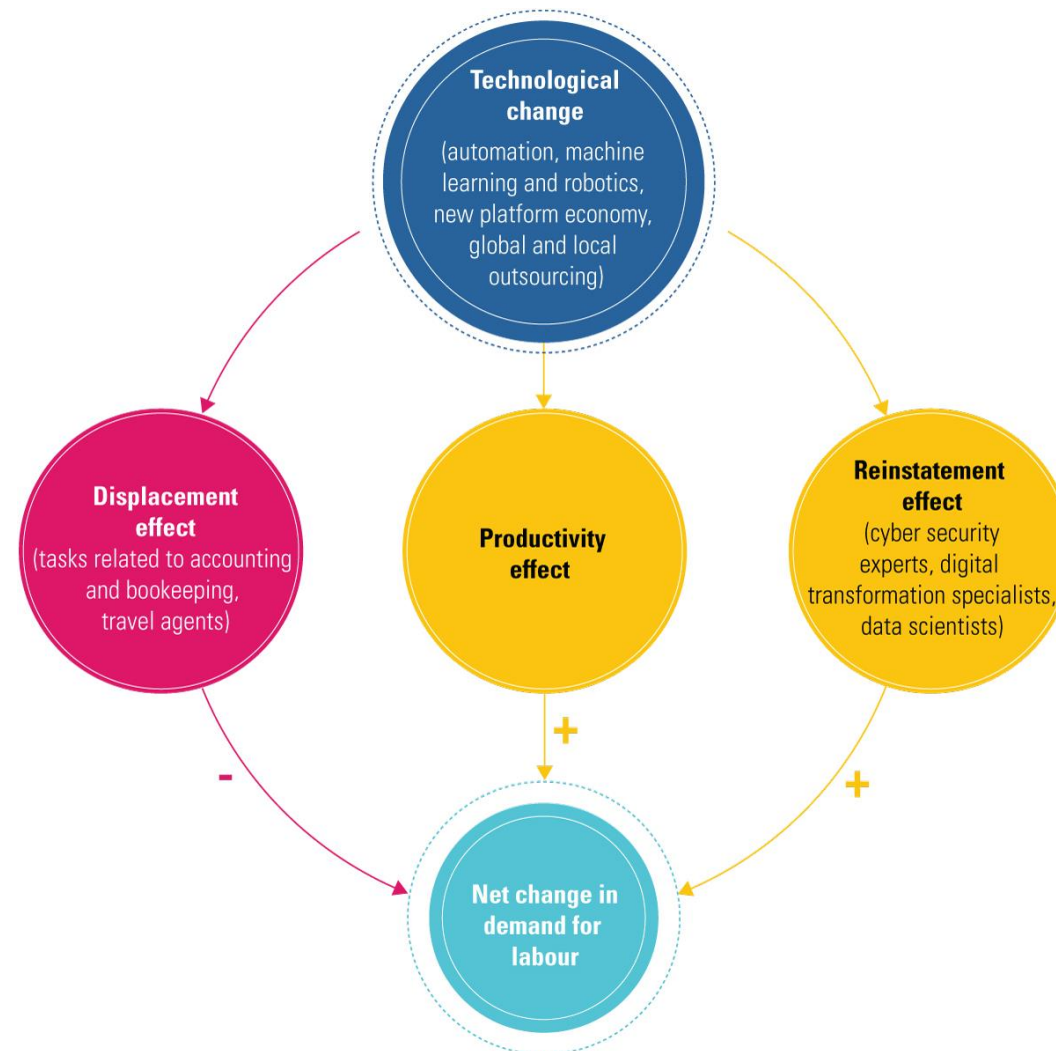 Technological
change
(automation, machine
learning and robotics,
new platform economy,
global and local
outsourcing)
Displacement
effect
(tasks related to accounting
and bookeeping,
travel agents)
Productivity
effect
Reinstatement
effect
(cyber security
experts, digital
transformation specialists,
data scientists)
-
+
+
Net change in
demand for
labour